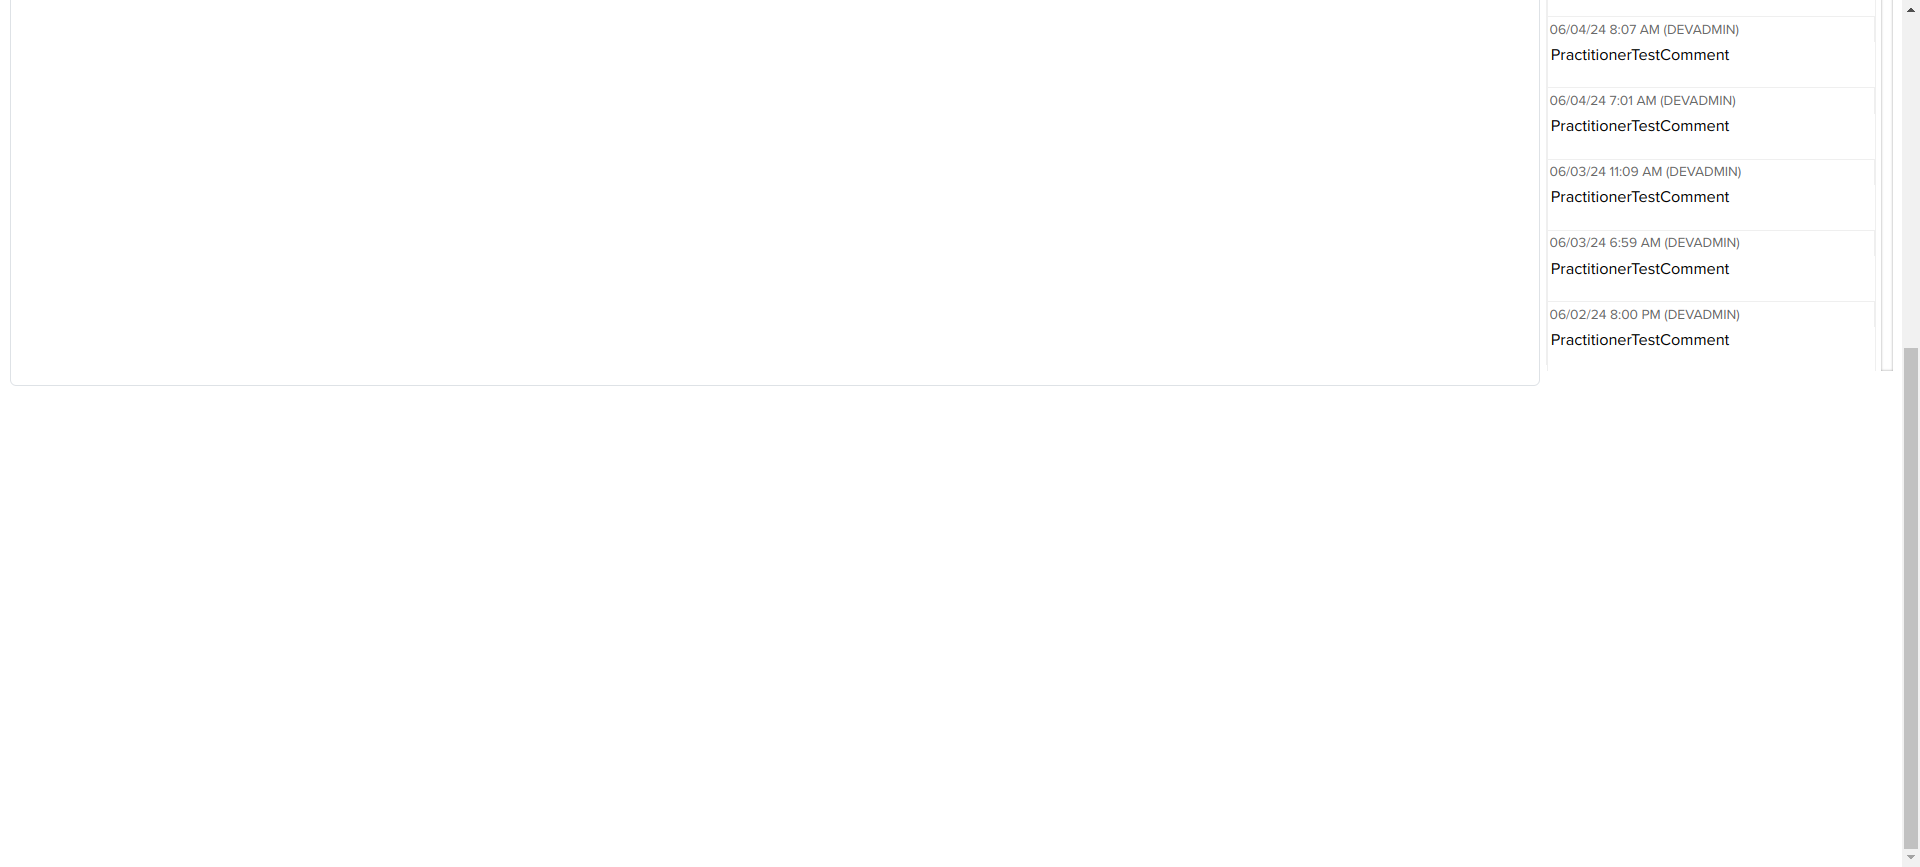 06/04/24 8:07 AM (DEVADMIN)
PractitionerTestComment
06/04/24 7:01 AM (DEVADMIN)
PractitionerTestComment
06/03/24 11:09 AM (DEVADMIN)
PractitionerTestComment
06/03/24 6:59 AM (DEVADMIN)
PractitionerTestComment
06/02/24 8:00 PM (DEVADMIN)
PractitionerTestComment